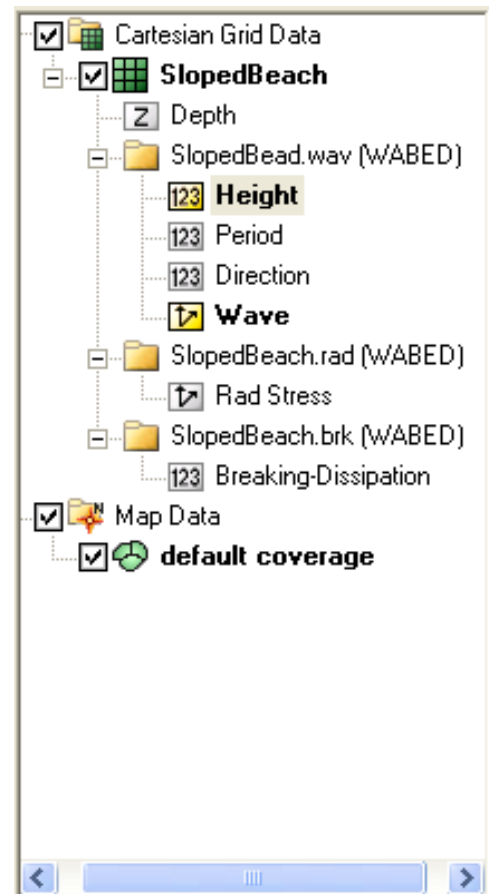 Cartesian Grid Data
SlopedBeach
Z Depth
SlopedBead.wav (WABED)
123 Height
123 Period
123 Direction
Wave
SlopedBeach.rad (WABED)
Rad Stress
SlopedBeach.brk (WABED)
123 Breaking-Dissipation
N Map Data
default coverage